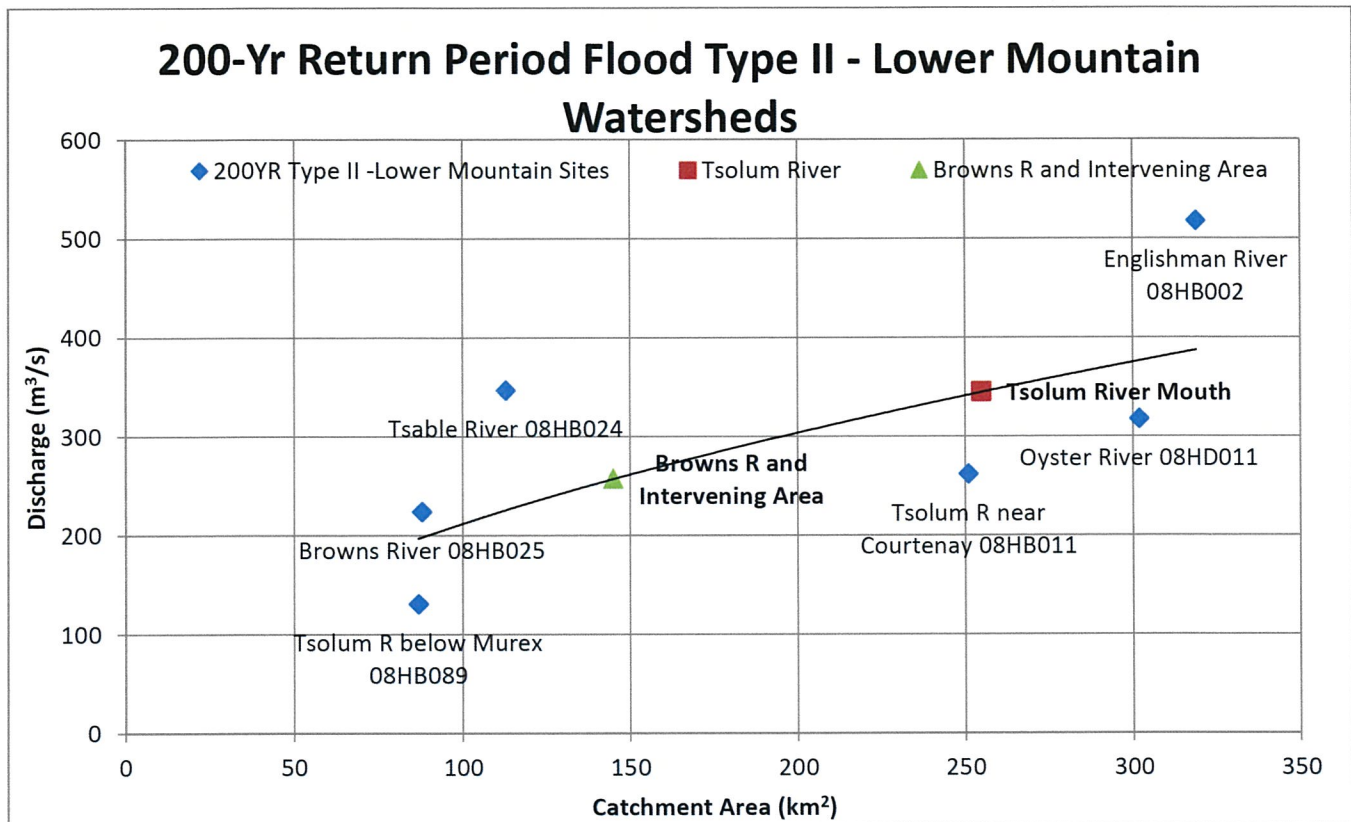 200-Yr Return Period Flood Type II - Lower Mountain
Watersheds
600
500
400
300
200
100
0
Discharge (m³/s)
200YR Type II -Lower Mountain Sites
Tsolum River
Browns R and Intervening Area
Englishman River
08HB002
Tsable River 08HB024
Tsolum River Mouth
Oyster River 08HD011
Browns R and
Intervening Area
Tsolum R near
Courtenay 08HB011
Browns River 08HB025
Tsolum R below Murex
08HB089
0
50
100
150
200
250
300
350
Catchment Area (km²)